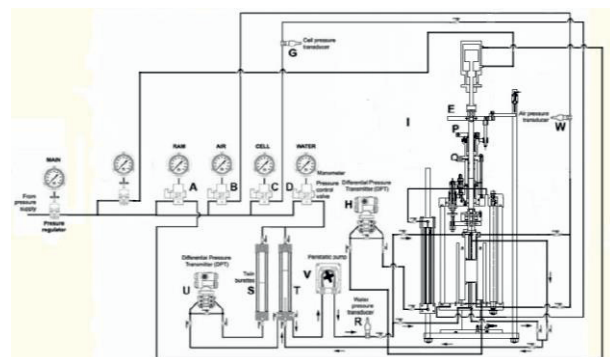 Cell pressure
transducer
G
E
I
P
Air pressure
transducer
W
MAIN
RAM
AIR
CELL
WATER
Manometer
A
B
C
D
Pressure
control
valve
From
pressure
supply
Pressure
regulator
Differential Pressure
Transmitter (DPT)
H
Differential Pressure
Transmitter (DPT)
U
Twin
burettes
S
T
Peristaltic pump
V
Water
pressure
transducer
R